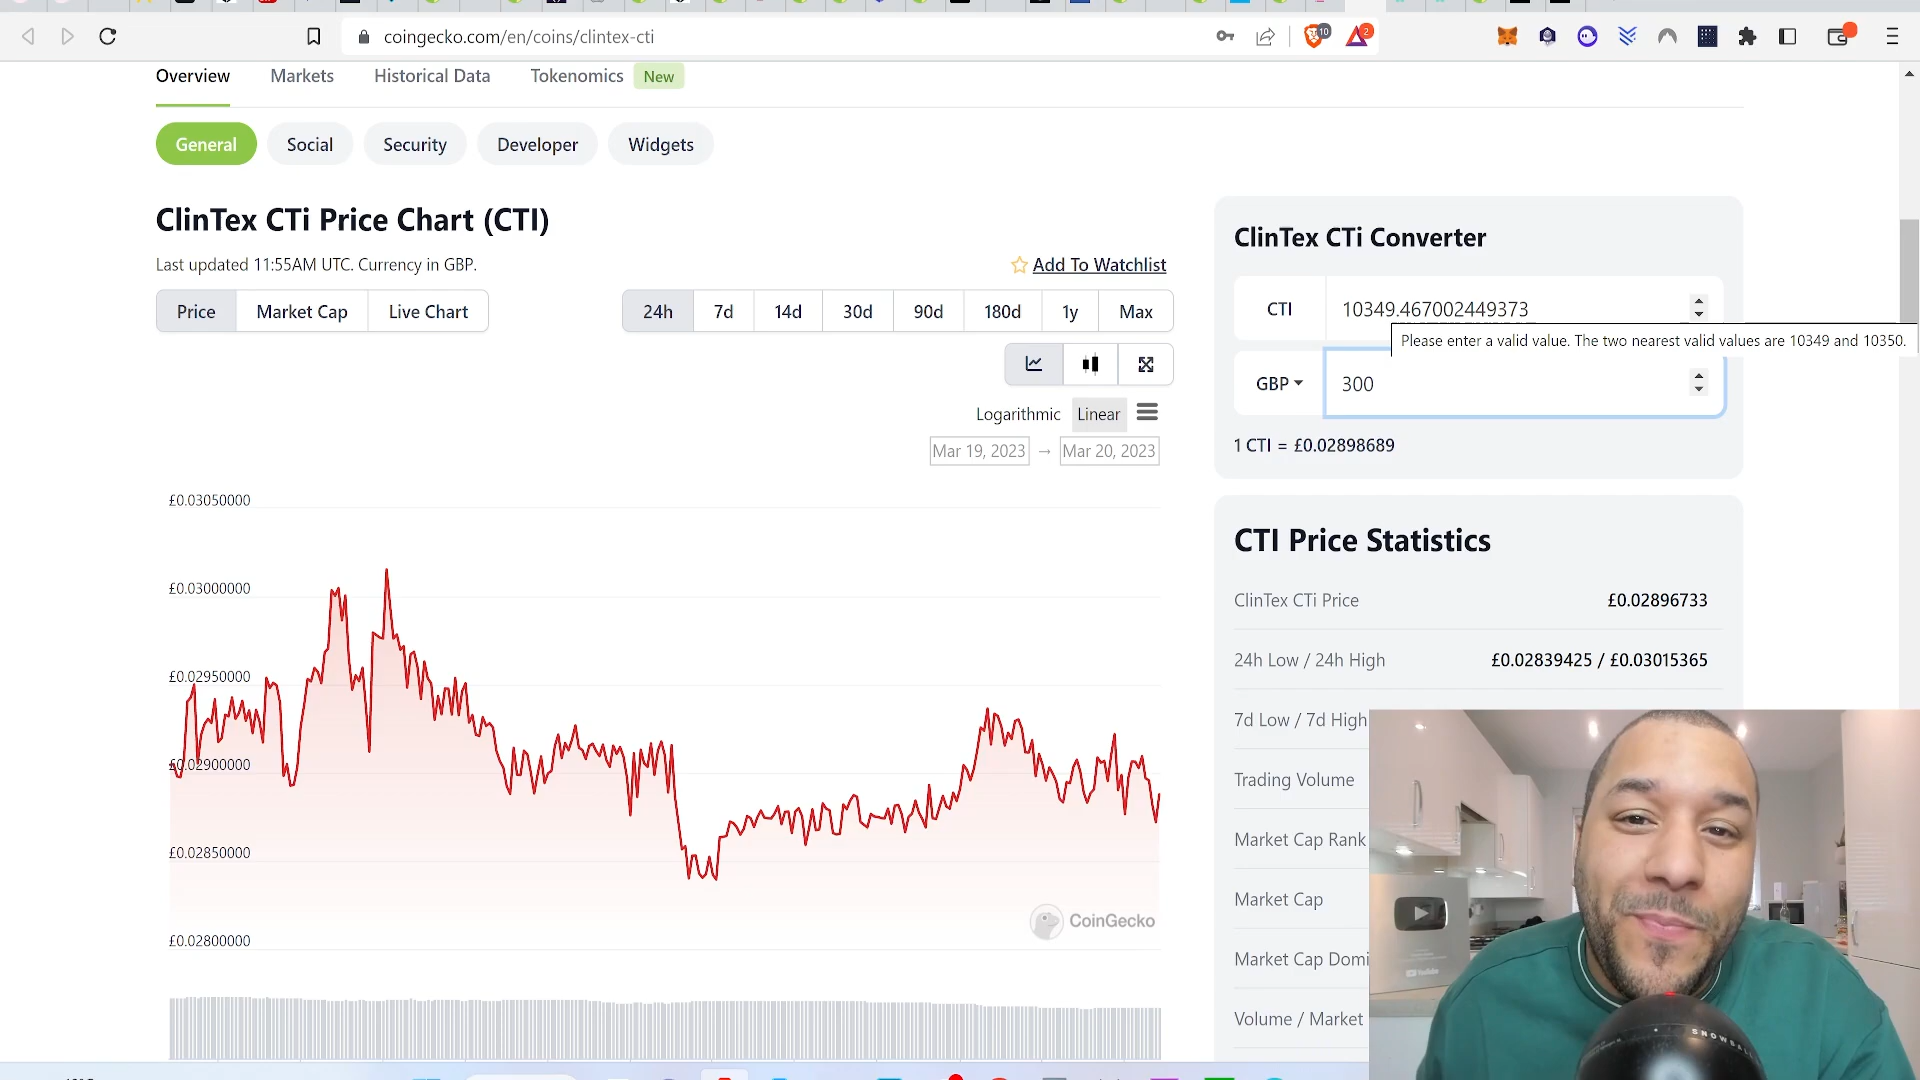 coingecko.com/en/coins/clintex-cti
10
2
Overview
Markets
Historical Data
Tokenomics
New
General
Social
Security
Developer
Widgets
ClinTex CTi Price Chart (CTI)
Last updated 11:55AM UTC. Currency in GBP.
Add To Watchlist
Price
Market Cap
Live Chart
24h
7d
14d
30d
90d
180d
1y
Max
Logarithmic
Linear
Mar 19, 2023 → Mar 20, 2023
£0.03050000
£0.03000000
£0.02950000
£0.02900000
£0.02850000
£0.02800000
CoinGecko
ClinTex CTi Converter
CTI
10349.467002449373
Please enter a valid value. The two nearest valid values are 10349 and 10350.
GBP
300
1 CTI = £0.02898689
CTI Price Statistics
ClinTex CTi Price
£0.02896733
24h Low / 24h High
£0.02839425 / £0.03015365
7d Low / 7d High
Trading Volume
Market Cap Rank
Market Cap
Market Cap Domi
Volume / Market
YouTube